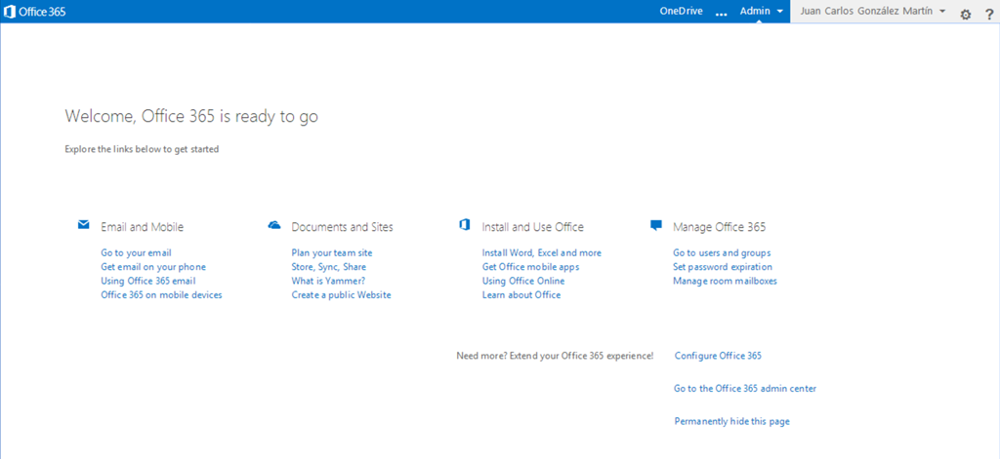 Office 365 OneDrive ... Admin Juan Carlos González Martín ?
Welcome, Office 365 is ready to go
Explore the links below to get started
Email and Mobile
Go to your email
Get email on your phone
Using Office 365 email
Office 365 on mobile devices
Documents and Sites
Plan your team site
Store, Sync, Share
What is Yammer?
Create a public Website
Install and Use Office
Install Word, Excel and more
Get Office mobile apps
Using Office Online
Learn about Office
Manage Office 365
Go to users and groups
Set password expiration
Manage room mailboxes
Need more? Extend your Office 365 experience! Configure Office 365
Go to the Office 365 admin center
Permanently hide this page